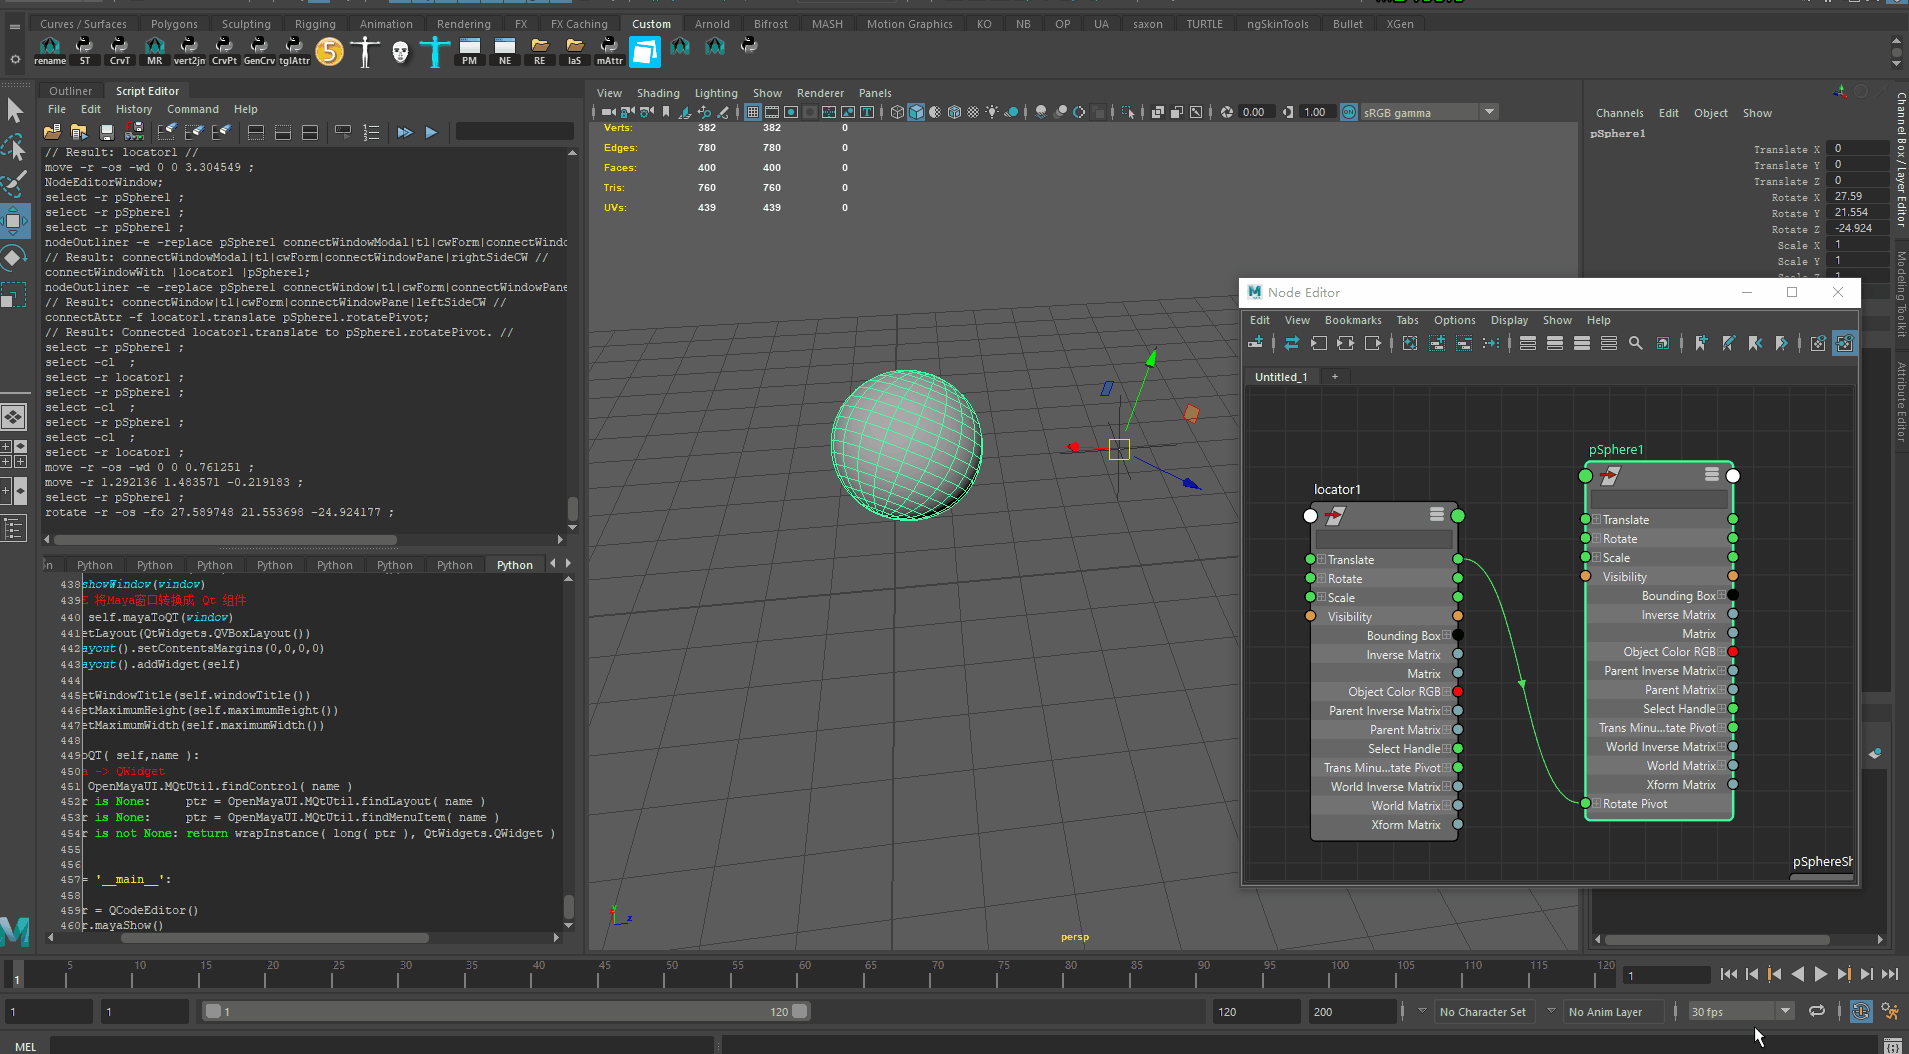 Curves / Surfaces Polygons Sculpting Rigging Animation Rendering FX FX Caching Custom Arnold Bifrost MASH Motion Graphics KO NB OP UA saxon TURTLE ngSkinTools Bullet XGen
rename ST CrvT MR vert2jn CrvPt GenCrv tglAttr 5 PM NE RE IaS mAttr
Outliner Script Editor
File Edit History Command Help
// Result: locator1 //
move -r -os -wd 0 0 3.304549 ;
NodeEditorWindow;
select -r pSphere1 ;
select -r pSphere1 ;
select -r pSphere1 ;
nodeOutliner -e -replace pSphere1 connectWindowModal|tl|cwForm|connectWindo
// Result: connectWindowModal|tl|cwForm|connectWindowPane|rightSideCW //
connectWindowWith |locator1 |pSphere1;
nodeOutliner -e -replace pSphere1 connectWindow|tl|cwForm|connectWindowPane
// Result: connectWindow|tl|cwForm|connectWindowPane|leftSideCW //
connectAttr -f locator1.translate pSphere1.rotatePivot;
// Result: Connected locator1.translate to pSphere1.rotatePivot. //
select -r pSphere1 ;
select -cl ;
select -r locator1 ;
select -r pSphere1 ;
select -cl ;
select -r pSphere1 ;
select -cl ;
select -r locator1 ;
move -r -os -wd 0 0 0.761251 ;
move -r 1.292136 1.483571 -0.219183 ;
select -r pSphere1 ;
rotate -r -os -fo 27.589748 21.553698 -24.924177 ;
n Python Python Python Python Python Python Python Python
438 showWindow(window)
439 将Maya窗口转换成 Qt 组件
440 self.mayaToQT(window)
441 etLayout(QtWidgets.QVBoxLayout())
442 ayout().setContentsMargins(0,0,0,0)
443 ayout().addWidget(self)
444
445 etWindowTitle(self.windowTitle())
446 etMaximumHeight(self.maximumHeight())
447 etMaximumWidth(self.maximumWidth())
448
449 oQT( self,name ):
450 -> QWidget
451 OpenMayaUI.MQtUtil.findControl( name )
452 r is None: ptr = OpenMayaUI.MQtUtil.findLayout( name )
453 r is None: ptr = OpenMayaUI.MQtUtil.findMenuItem( name )
454 r is not None: return wrapInstance( long( ptr ), QtWidgets.QWidget )
455
456
457 = '__main__':
458
459 r = QCodeEditor()
460 r.mayaShow()
View Shading Lighting Show Renderer Panels
0.00 1.00 ON sRGB gamma
Verts: 382 382 0
Edges: 780 780 0
Faces: 400 400 0
Tris: 760 760 0
UVs: 439 439 0
z
persp
Channels Edit Object Show
pSphere1
Translate X 0
Translate Y 0
Translate Z 0
Rotate X 27.59
Rotate Y 21.554
Rotate Z -24.924
Scale X 1
Scale Y 1
Channel Box / Layer Editor
Modeling Toolkit
Attribute Editor
Node Editor
Edit View Bookmarks Tabs Options Display Show Help
Untitled_1 +
locator1
Translate
Rotate
Scale
Visibility
Bounding Box
Inverse Matrix
Matrix
Object Color RGB
Parent Inverse Matrix
Parent Matrix
Select Handle
Trans Minu...tate Pivot
World Inverse Matrix
World Matrix
Xform Matrix
pSphere1
Translate
Rotate
Scale
Visibility
Bounding Box
Inverse Matrix
Matrix
Object Color RGB
Parent Inverse Matrix
Parent Matrix
Select Handle
Trans Minu...tate Pivot
World Inverse Matrix
World Matrix
Xform Matrix
Rotate Pivot
pSphereSh
1 5 10 15 20 25 30 35 40 45 50 55 60 65 70 75 80 85 90 95 100 105 110 115 120 1
1 1 1 120 120 200 No Character Set No Anim Layer 30 fps
MEL